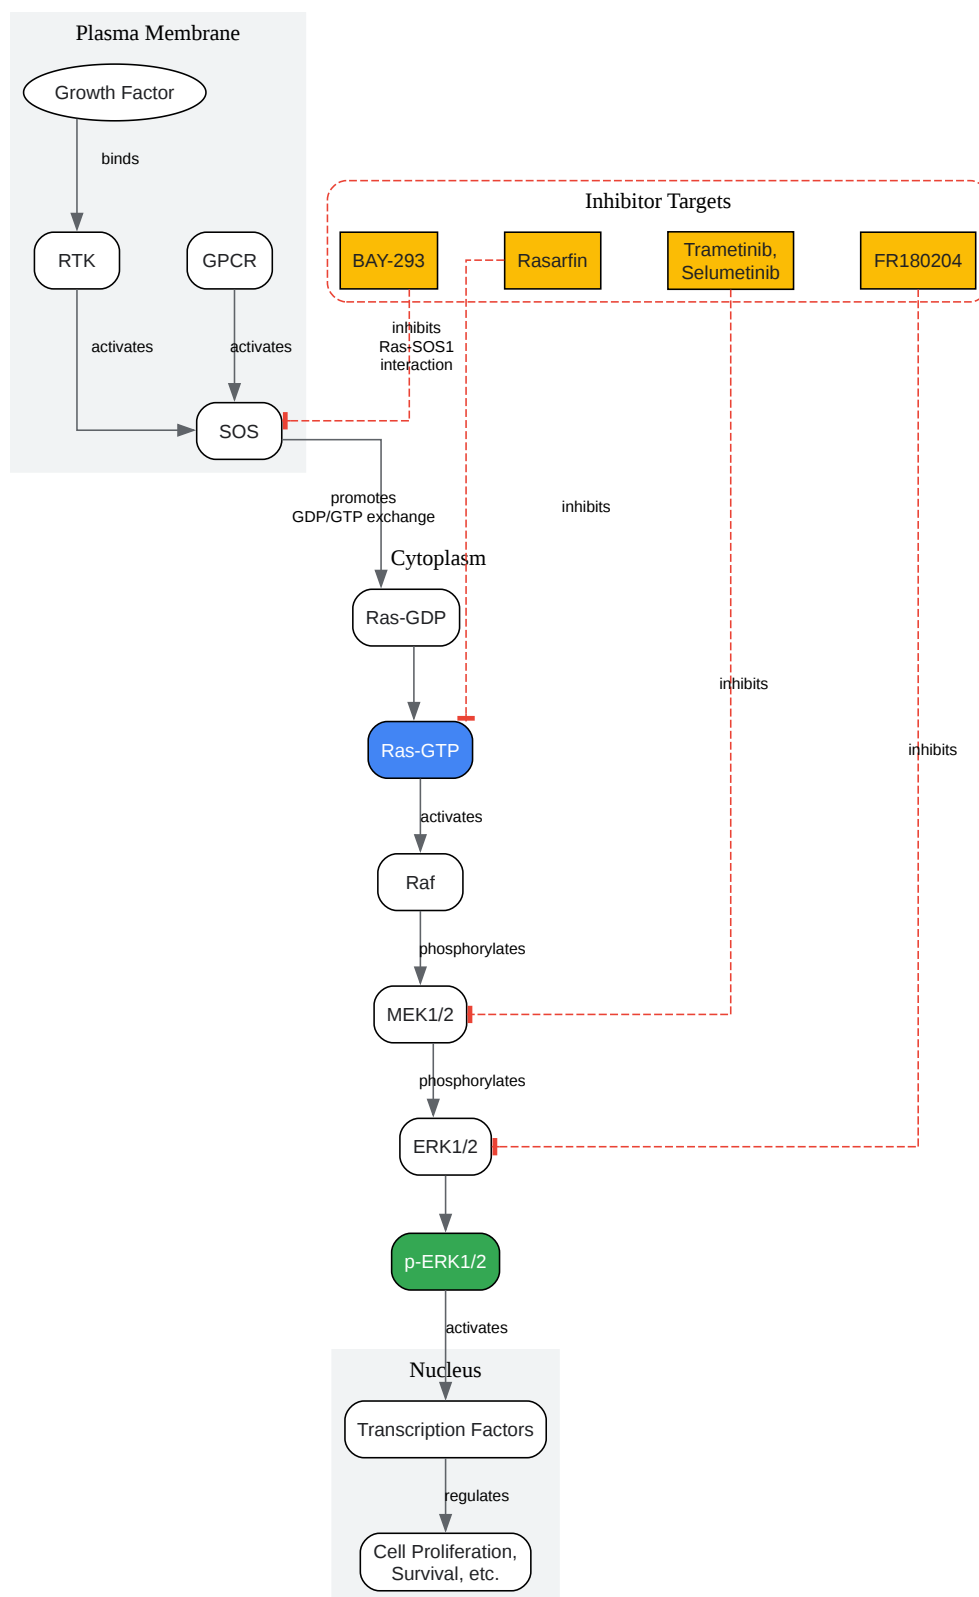 Plasma Membrane
Growth Factor
binds
Inhibitor Targets
RTK
GPCR
BAY-293
Rasarfin
Trametinib,
Selumetinib
FR180204
activates
activates
inhibits
Ras-SOS1
interaction
SOS
promotes
GDP/GTP exchange
inhibits
Cytoplasm
Ras-GDP
inhibits
Ras-GTP
inhibits
activates
Raf
phosphorylates
MEK1/2
phosphorylates
ERK1/2
p-ERK1/2
activates
Nucleus
Transcription Factors
regulates
Cell Proliferation,
Survival, etc.